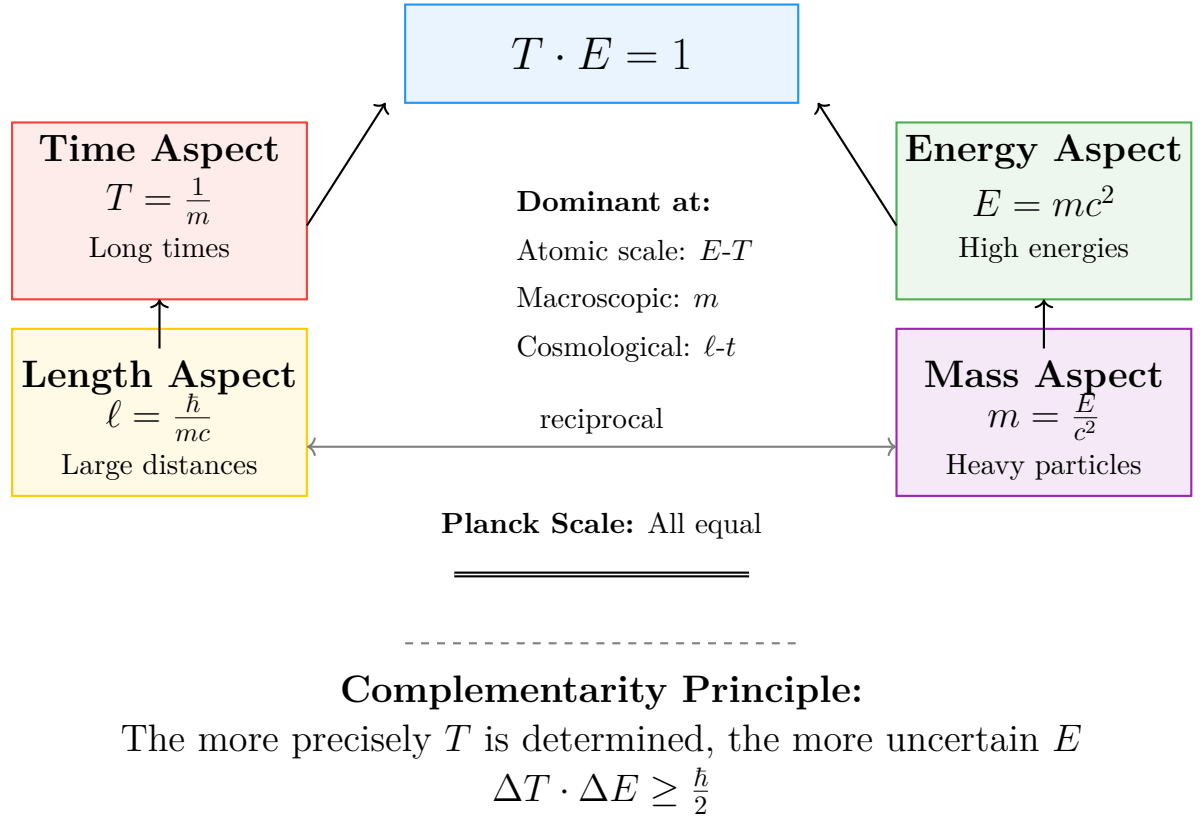 T · E = 1
Time Aspect
T = 1/m
Long times
Energy Aspect
E = mc²
High energies
Dominant at:
Atomic scale: E-T
Macroscopic: m
Cosmological: ℓ-t
Length Aspect
ℓ = ħ/mc
Large distances
reciprocal
Mass Aspect
m = E/c²
Heavy particles
Planck Scale: All equal
Complementarity Principle:
The more precisely T is determined, the more uncertain E
ΔT · ΔE ≥ ħ/2